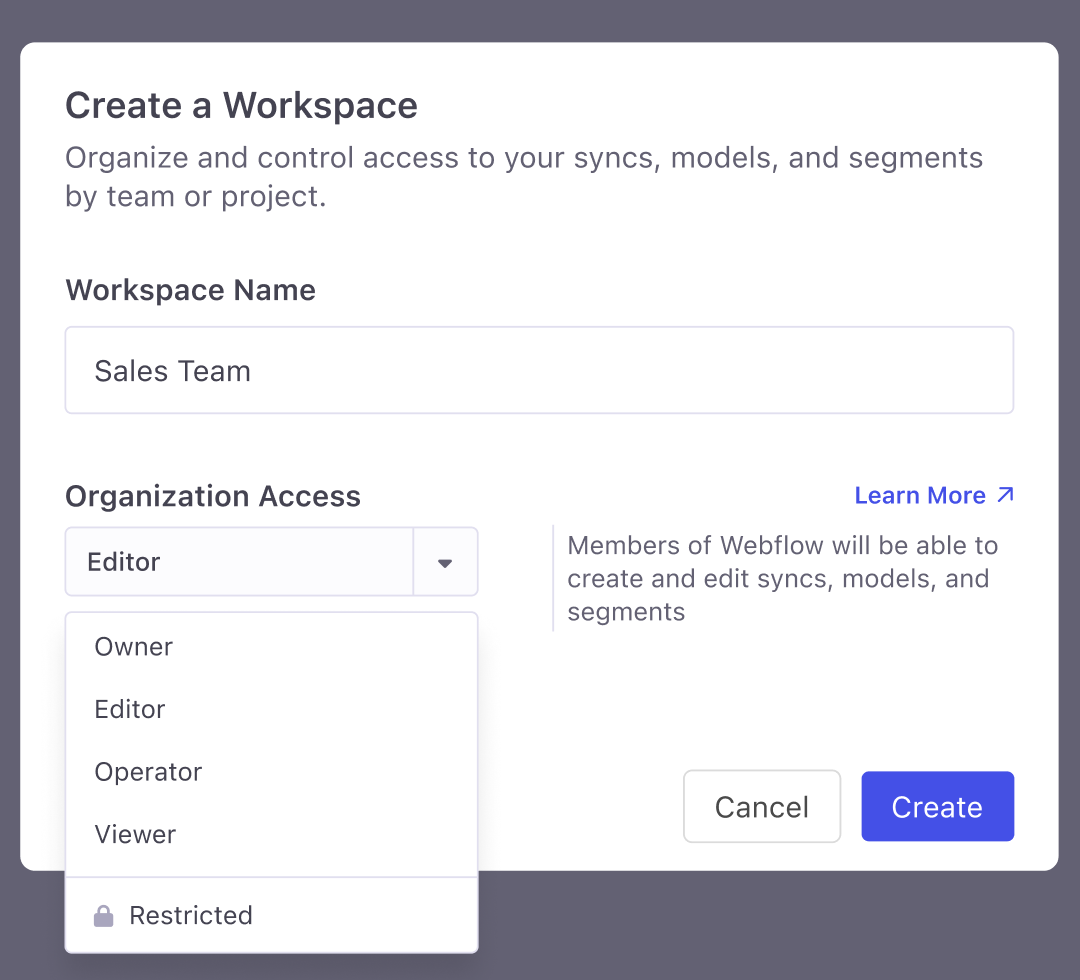 Create a Workspace
Organize and control access to your syncs, models, and segments
by team or project.
Workspace Name
Sales Team
Organization Access
Learn More
Editor
Members of Webflow will be able to
create and edit syncs, models, and
segments
Owner
Editor
Operator
Viewer
Restricted
Cancel
Create